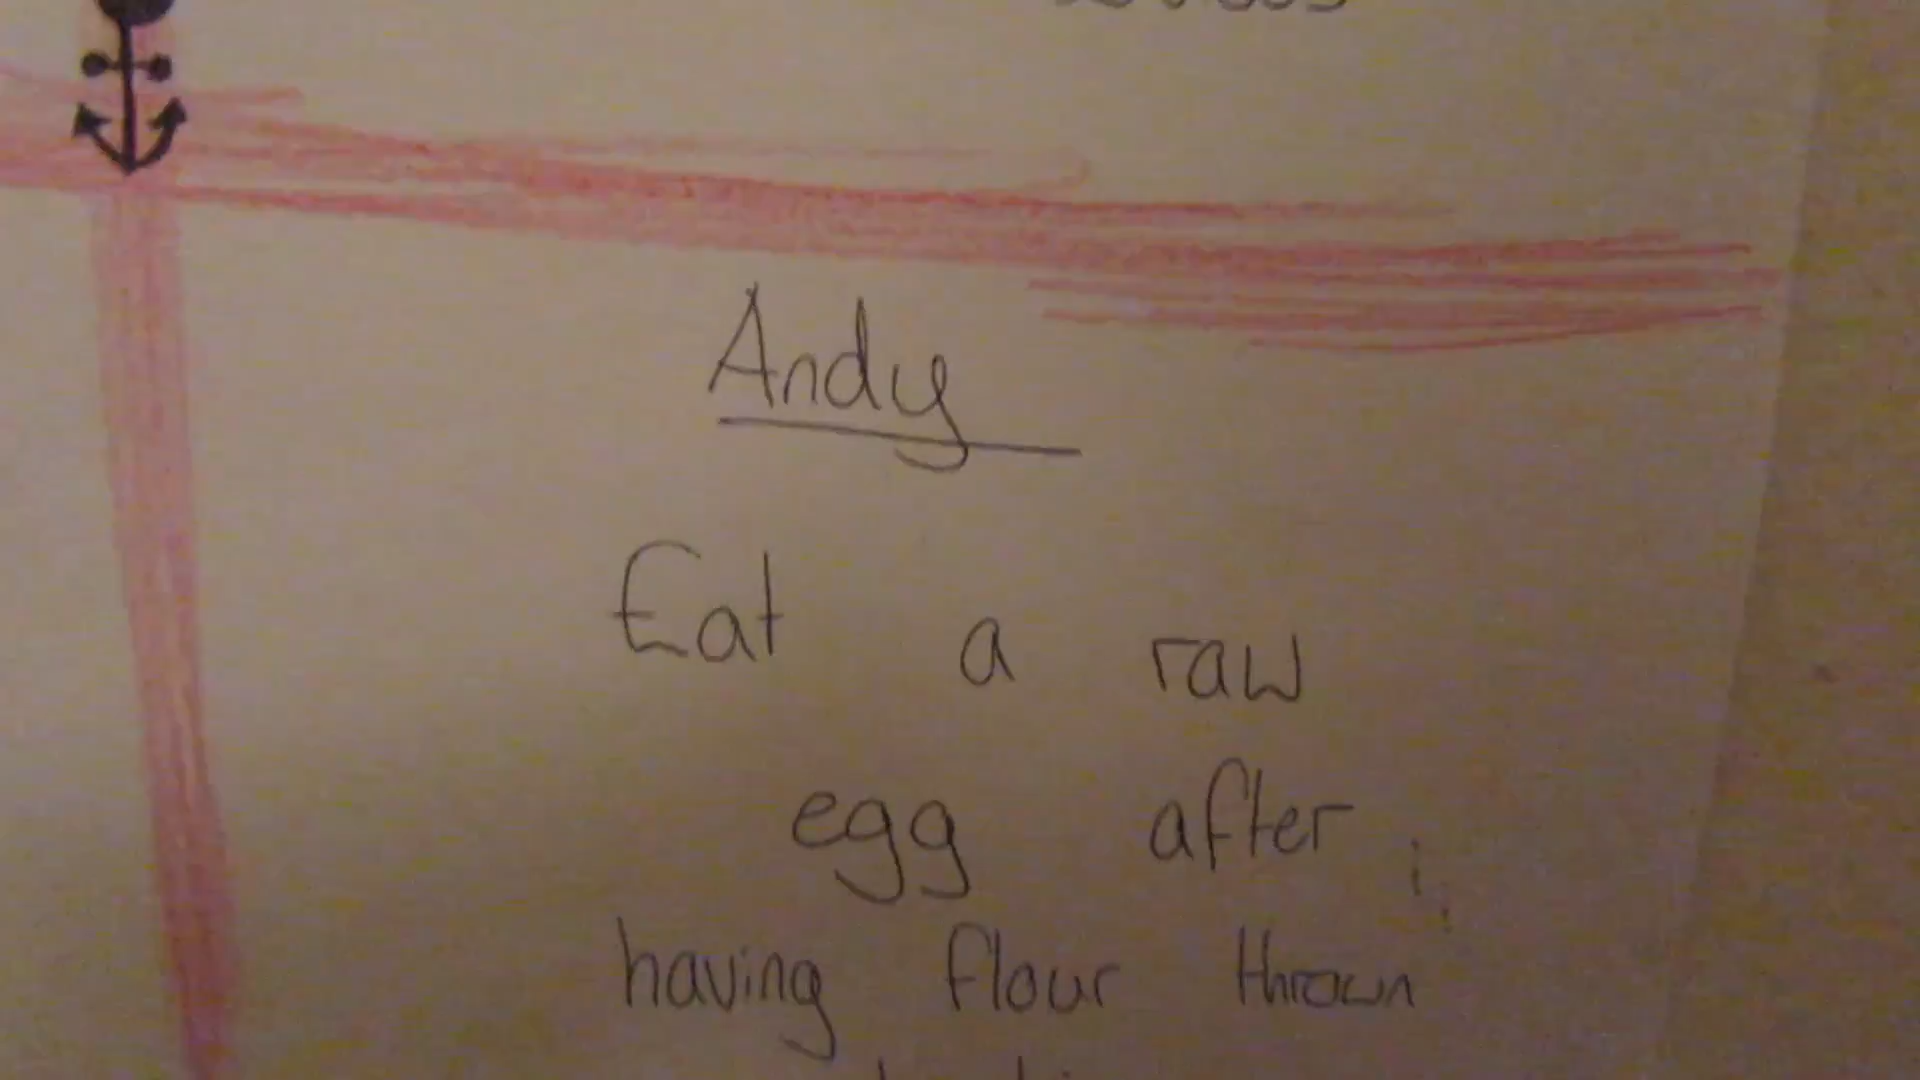 Andy
Eat a raw
egg after
having flour thrown